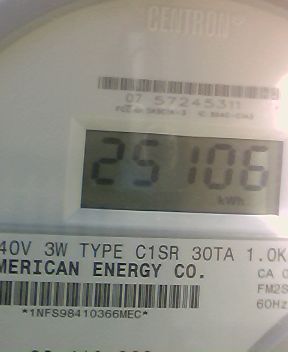 CENTRON
07 57245311
25106
kWh
40V 3W TYPE C1SR 30TA 1.0K
MERICAN ENERGY CO.
CA 0
FM2S
60Hz
*1NFS98410366MEC*